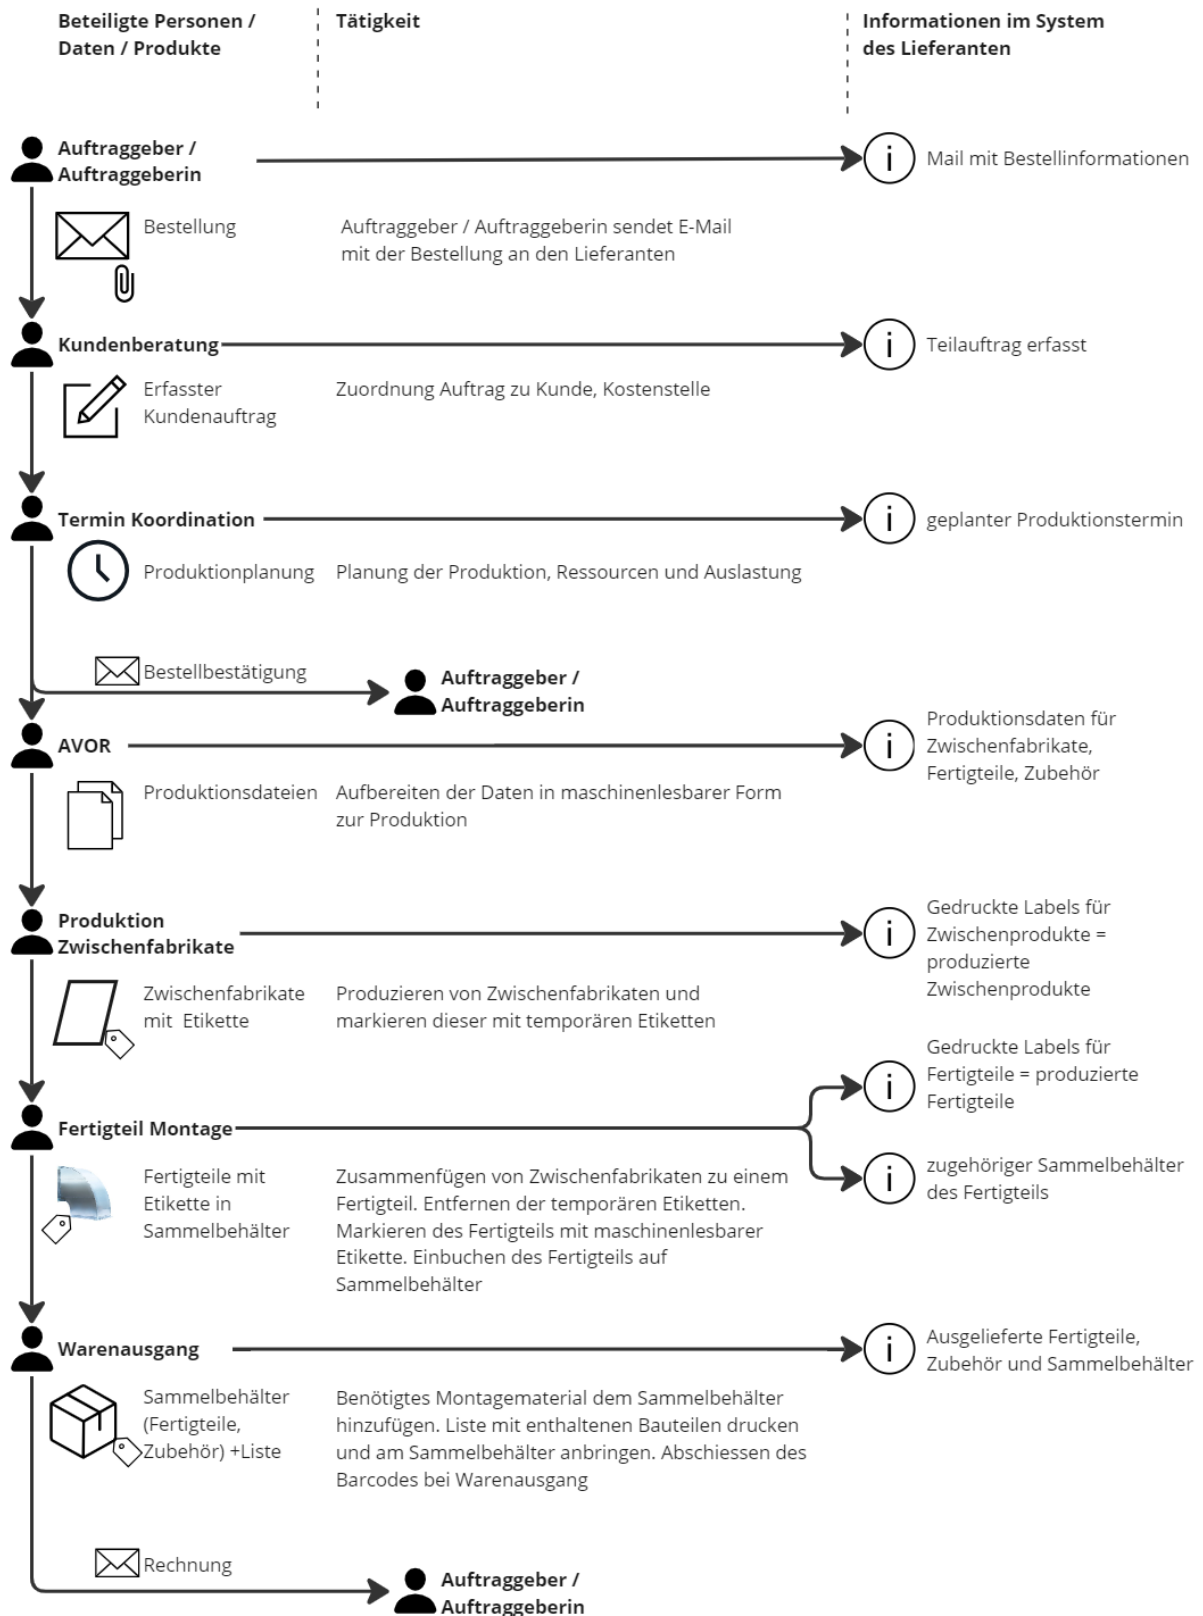 Beteiligte Personen /
Daten / Produkte
Tätigkeit
Informationen im System
des Lieferanten
Auftraggeber /
Auftraggeberin
i
Mail mit Bestellinformationen
Bestellung
Auftraggeber / Auftraggeberin sendet E-Mail
mit der Bestellung an den Lieferanten
Kundenberatung
i
Teilauftrag erfasst
Erfasster
Kundenauftrag
Zuordnung Auftrag zu Kunde, Kostenstelle
Termin Koordination
i
geplanter Produktionstermin
Produktionplanung
Planung der Produktion, Ressourcen und Auslastung
Bestellbestätigung
Auftraggeber /
Auftraggeberin
AVOR
i
Produktionsdaten für
Zwischenfabrikate,
Fertigteile, Zubehör
Produktionsdateien
Aufbereiten der Daten in maschinenlesbarer Form
zur Produktion
Produktion
Zwischenfabrikate
i
Gedruckte Labels für
Zwischenprodukte =
produzierte
Zwischenprodukte
Zwischenfabrikate
mit Etikette
Produzieren von Zwischenfabrikaten und
markieren dieser mit temporären Etiketten
Fertigteil Montage
i
Gedruckte Labels für
Fertigteile = produzierte
Fertigteile
i
zugehöriger Sammelbehälter
des Fertigteils
Fertigteile mit
Etikette in
Sammelbehälter
Zusammenfügen von Zwischenfabrikaten zu einem
Fertigteil. Entfernen der temporären Etiketten.
Markieren des Fertigteils mit maschinenlesbarer
Etikette. Einbuchen des Fertigteils auf
Sammelbehälter
Warenausgang
i
Ausgelieferte Fertigteile,
Zubehör und Sammelbehälter
Sammelbehälter
(Fertigteile,
Zubehör) +Liste
Benötigtes Montagematerial dem Sammelbehälter
hinzufügen. Liste mit enthaltenen Bauteilen drucken
und am Sammelbehälter anbringen. Abschiessen des
Barcodes bei Warenausgang
Rechnung
Auftraggeber /
Auftraggeberin